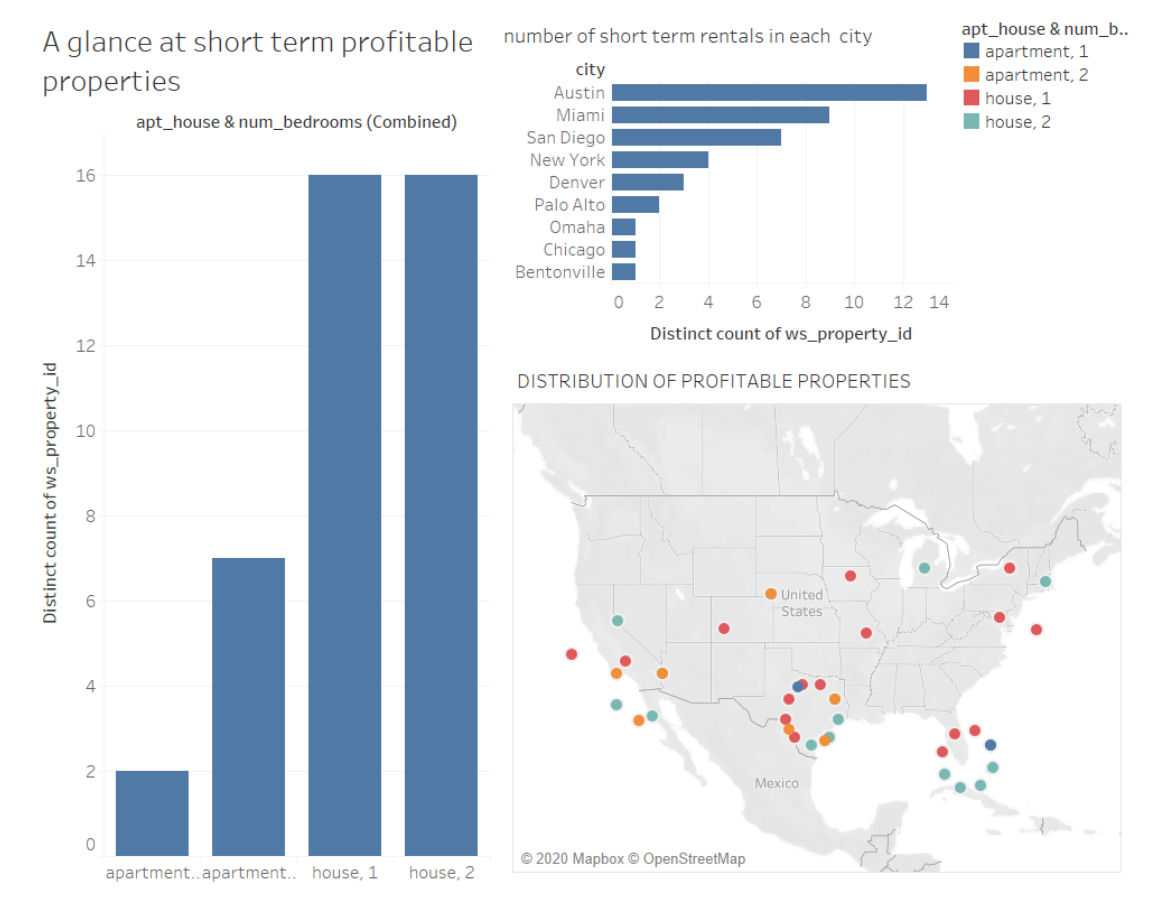 A glance at short term profitable
properties
apt_house & num_bedrooms (Combined)
Distinct count of ws_property_id
16
14
12
10
8
6
4
2
0
apartment..
apartment..
house, 1
house, 2
number of short term rentals in each city
city
Austin
Miami
San Diego
New York
Denver
Palo Alto
Omaha
Chicago
Bentonville
0 2 4 6 8 10 12 14
Distinct count of ws_property_id
apt_house & num_b..
apartment, 1
apartment, 2
house, 1
house, 2
DISTRIBUTION OF PROFITABLE PROPERTIES
United
States
Mexico
© 2020 Mapbox © OpenStreetMap